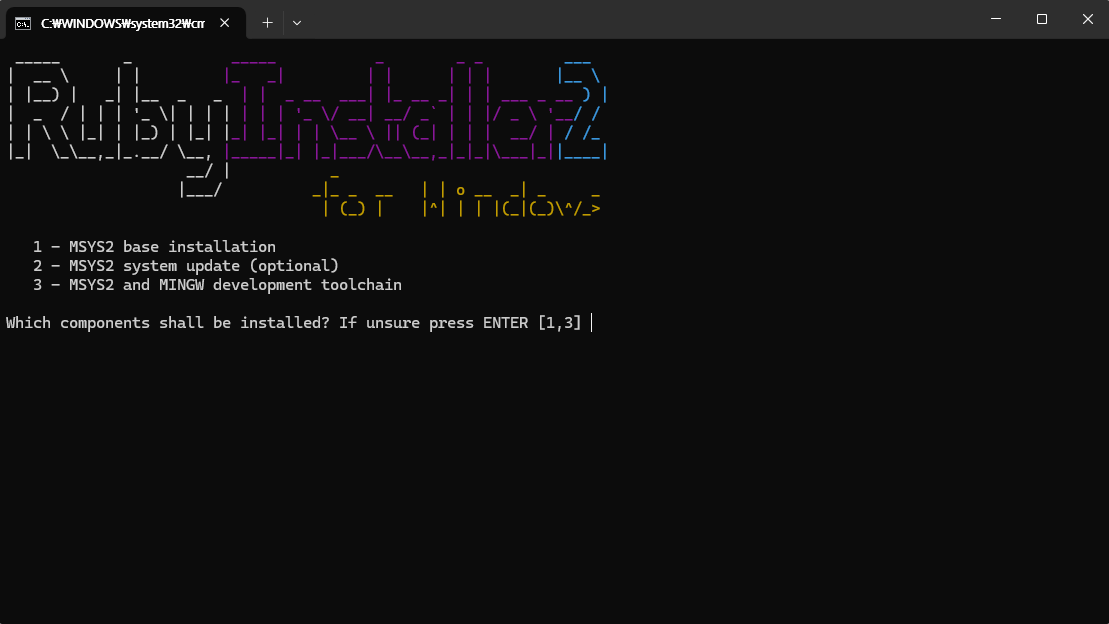 C:₩WINDOWS₩system32₩cm
RubyInstaller2
for Windows
1 - MSYS2 base installation
2 - MSYS2 system update (optional)
3 - MSYS2 and MINGW development toolchain
Which components shall be installed? If unsure press ENTER [1,3]